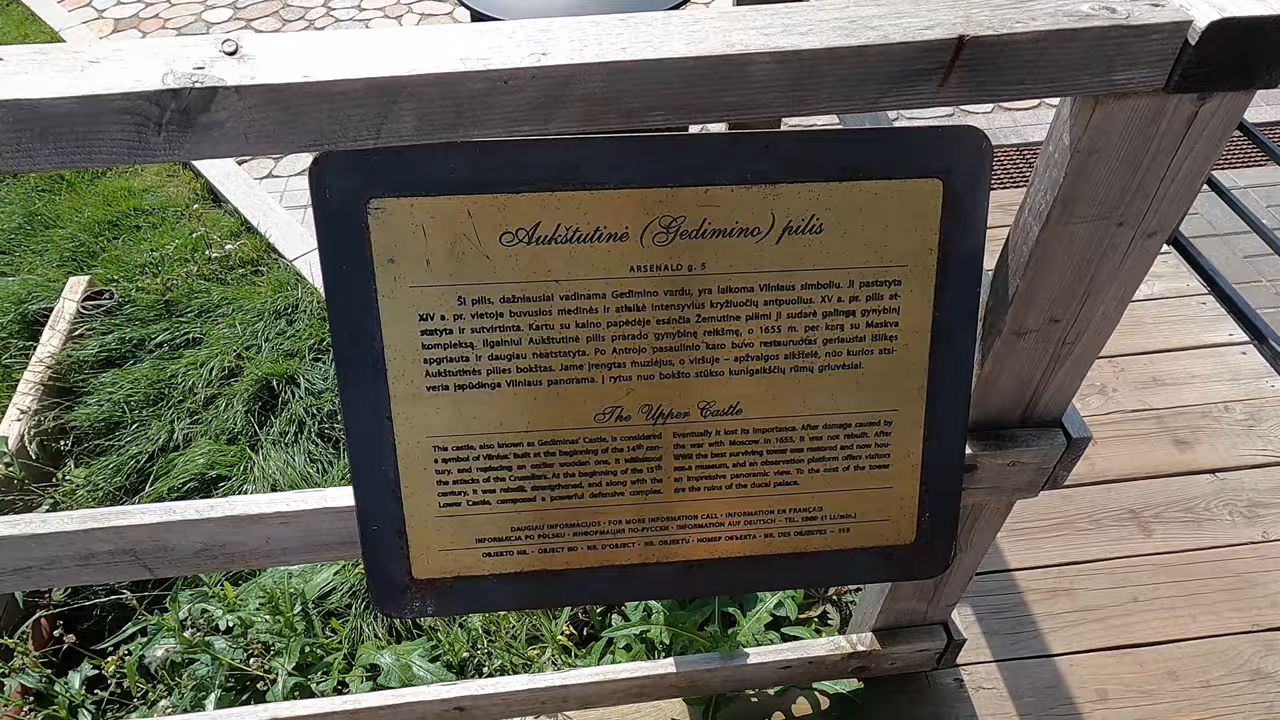 Aukštutinė (Gedimino) pilis
ARSENALO g. 5
Ši pilis, dažniausiai vadinama Gedimino vardu, yra laikoma Vilniaus simboliu. Ji pastatyta
XIV a. pr. vietoje buvusios medinės ir atlaikė intensyvius kryžiuočių antpuolius. XV a. pr. pilis at-
statyta ir sutvirtinta. Kartu su kalno papėdėje esančia Žemutine pilimi ji sudarė galingą gynybinį
kompleksą. Ilgainiui Aukštutinė pilis prarado gynybinę reikšmę, o 1655 m. per karą su Maskva
apgriauta ir daugiau neatstatyta. Po Antrojo pasaulinio karo buvo restauruotas geriausiai išlikęs
Aukštutinės pilies bokštas. Jame įrengtas muziejus, o viršuje – apžvalgos aikštelė, nuo kurios atsi-
veria įspūdinga Vilniaus panorama. Į rytus nuo bokšto stūkso kunigaikščių rūmų griuvėsiai.
The Upper Castle
This castle, also known as Gediminas' Castle, is considered
a symbol of Vilnius. Built at the beginning of the 14th cen-
tury, and replacing an earlier wooden one, it withstood
the attacks of the Crusaders. At the beginning of the 15th
century, it was rebuilt, strengthened, and along with the
Lower Castle, composed a powerful defensive complex.
Eventually it lost its importance. After damage caused by
the war with Moscow in 1655, it was not rebuilt. After
WWII the best surviving tower was restored and now hou-
ses a museum, and an observation platform offers visitors
an impressive panoramic view. To the east of the tower
are the ruins of the ducal palace.
DAUGIAU INFORMACIJOS • FOR MORE INFORMATION CALL • INFORMATION EN FRANÇAIS
INFORMACJA PO POLSKU • ИНФОРМАЦИЯ ПО-РУССКИ • INFORMATION AUF DEUTSCH – TEL. (1 Lt/min.)
OBJEKTO NR. • OBJECT NO • NR. D'OBJECT • NR. OBJEKTU • НОМЕР ОБЪЕКТА • NR. DES OBJEKTES – 110